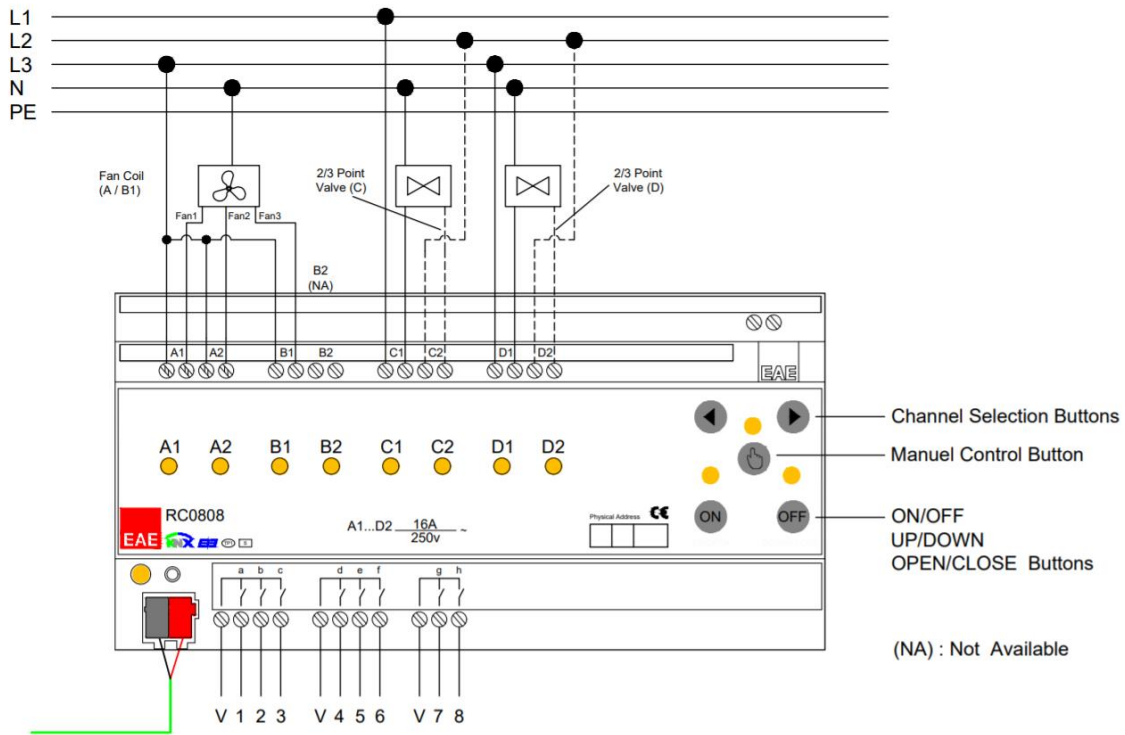 L1
L2
L3
N
PE
Fan Coil
(A / B1)
2/3 Point
Valve (C)
2/3 Point
Valve (D)
Fan1
Fan2
Fan3
B2
(NA)
A1 A2 B1 B2 C1 C2 D1 D2
EAE
Channel Selection Buttons
A1 A2 B1 B2 C1 C2 D1 D2
Manuel Control Button
RC0808
A1...D2 16A ~
250v
Physical Address CE
ON OFF
ON/OFF
UP/DOWN
OPEN/CLOSE Buttons
EAE KNX EIB TP1 S
a b c d e f g h
(NA) : Not Available
V 1 2 3 V 4 5 6 V 7 8